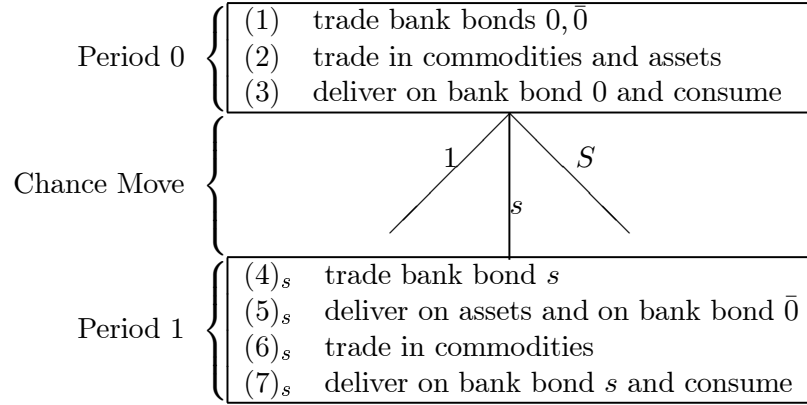 Period 0
(1) trade bank bonds 0, 0̄
(2) trade in commodities and assets
(3) deliver on bank bond 0 and consume
Chance Move
1
s
S
Period 1
(4)ₛ trade bank bond s
(5)ₛ deliver on assets and on bank bond 0̄
(6)ₛ trade in commodities
(7)ₛ deliver on bank bond s and consume